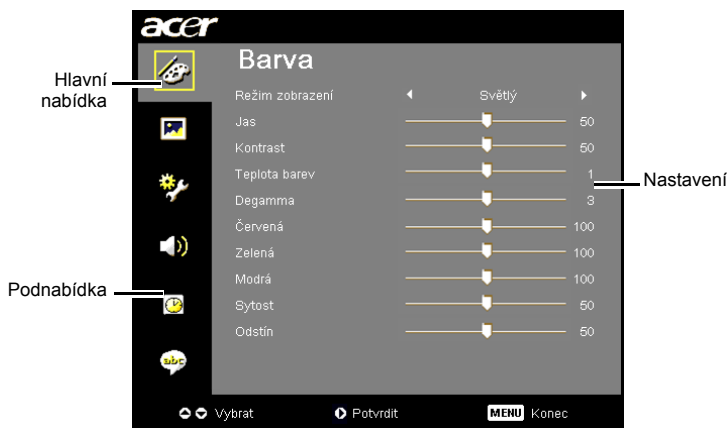 acer
Barva
Hlavní
nabídka
Režim zobrazení Světlý
Jas 50
Kontrast 50
Teplota barev 1
Nastavení
Degamma 3
Červená 100
Zelená 100
Modrá 100
Podnabídka
Sytost 50
Odstín 50
abc
Vybrat Potvrdit MENU Konec